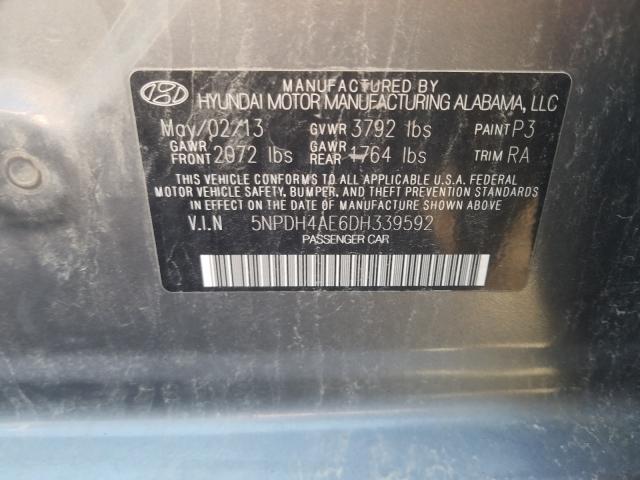 MANUFACTURED BY
HYUNDAI MOTOR MANUFACTURING ALABAMA, LLC
May/02/13 GVWR 3792 lbs PAINT P3
GAWR FRONT 2072 lbs GAWR REAR 1764 lbs TRIM RA
THIS VEHICLE CONFORMS TO ALL APPLICABLE U.S.A. FEDERAL
MOTOR VEHICLE SAFETY, BUMPER, AND THEFT PREVENTION STANDARDS
IN EFFECT ON THE DATE OF MANUFACTURE SHOWN ABOVE
V.I.N 5NPDH4AE6DH339592
PASSENGER CAR